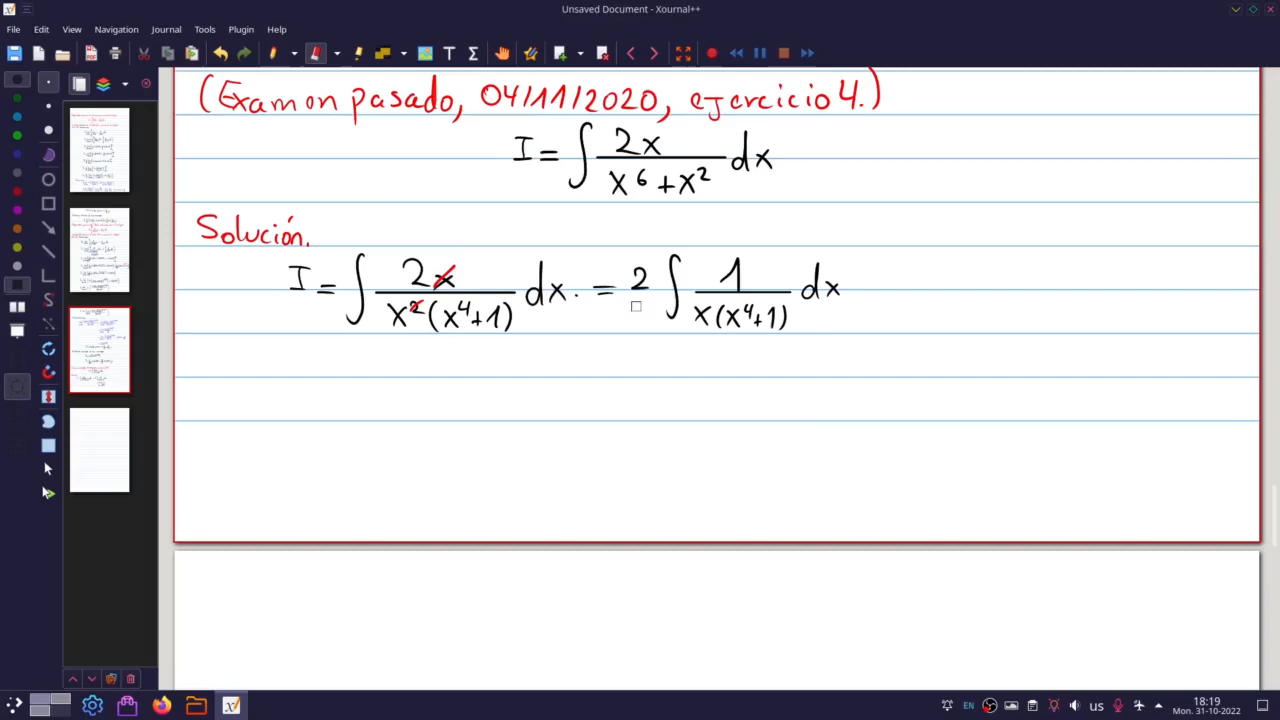 Unsaved Document - Xournal++
File Edit View Navigation Journal Tools Plugin Help
(Examen pasado, 04/11/2020, ejercicio 4.)
I = ∫ 2x / (x⁶ + x²) dx
Solución.
I = ∫ 2x / (x²(x⁴+1)) dx. = 2 ∫ 1 / (x(x⁴+1)) dx
EN us 18:19
Mon. 31-10-2022